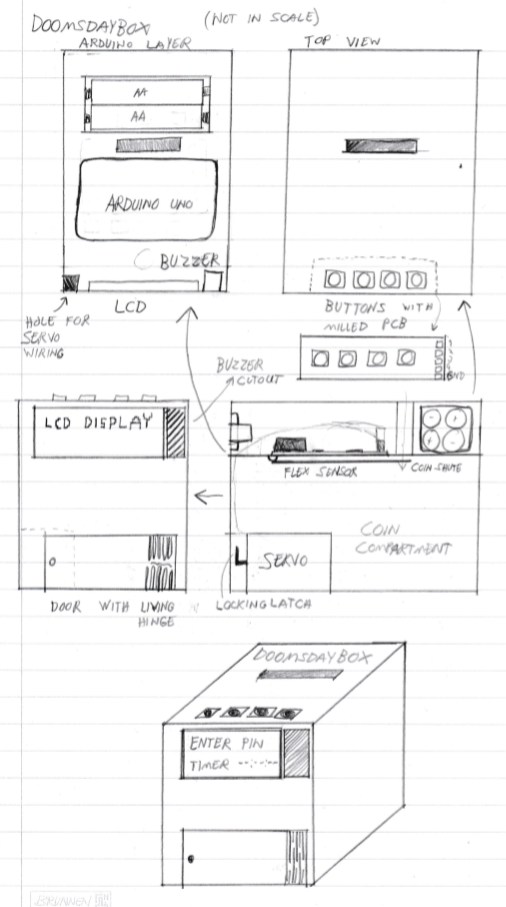 DOOMSDAYBOX
(NOT IN SCALE)
ARDUINO LAYER
TOP VIEW
AA
AA
ARDUINO UNO
BUZZER
LCD
HOLE FOR
SERVO
WIRING
BUTTONS WITH
MILLED PCB
GND
BUZZER
CUTOUT
LCD DISPLAY
FLEX SENSOR
COIN SHUTE
COIN
COMPARTMENT
SERVO
DOOR WITH LIVING
HINGE
LOCKING LATCH
DOOMSDAYBOX
ENTER PIN
TIMER --:--:--